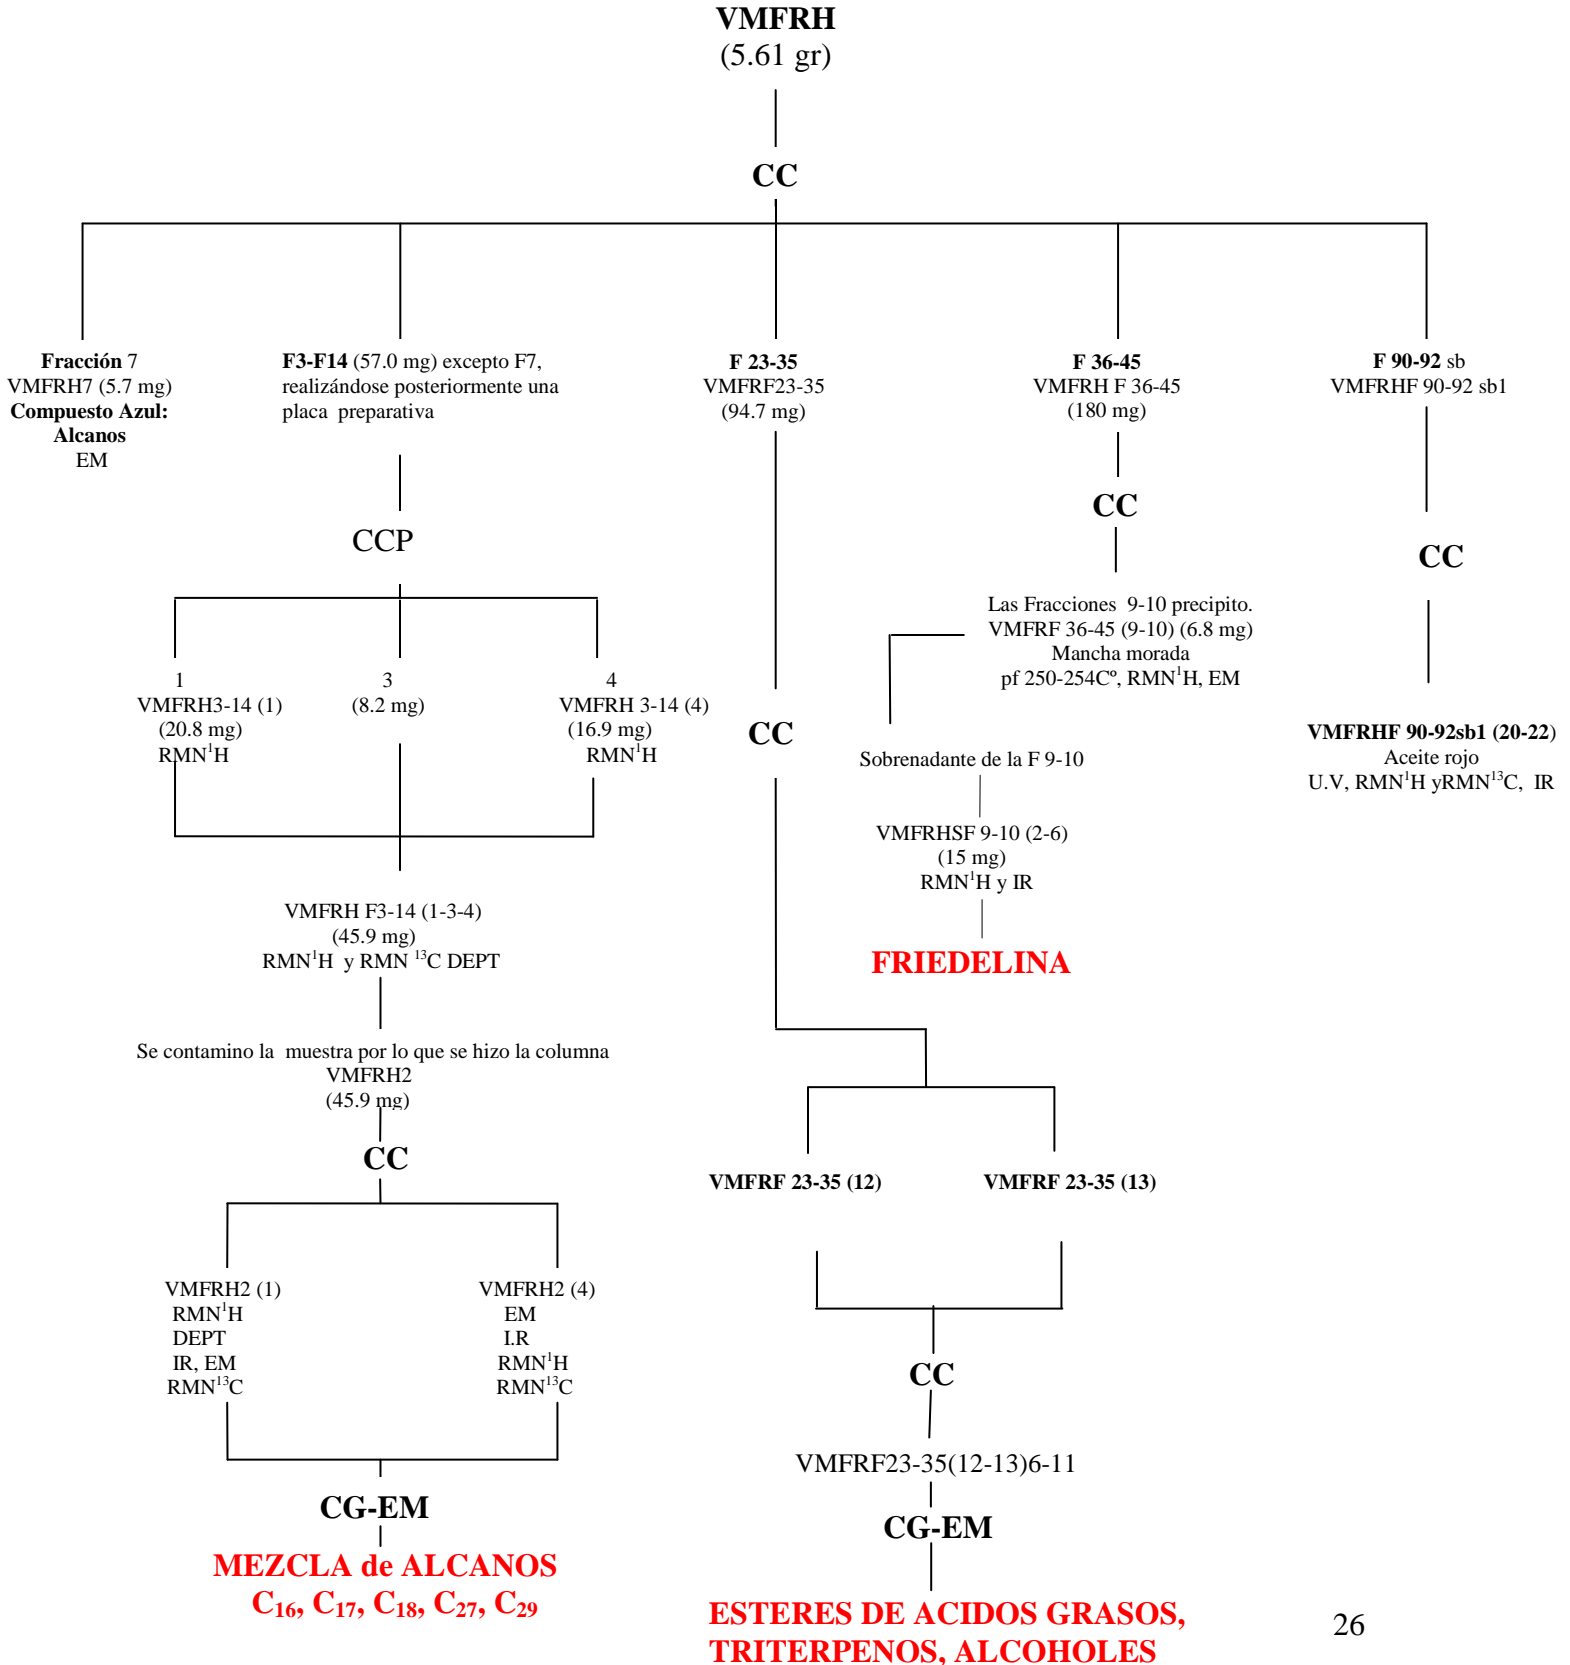 VMFRH
(5.61 gr)
CC
Fracción 7
VMFRH7 (5.7 mg)
Compuesto Azul:
Alcanos
EM
F3-F14 (57.0 mg) excepto F7,
realizándose posteriormente una
placa preparativa
F 23-35
VMFRF23-35
(94.7 mg)
F 36-45
VMFRH F 36-45
(180 mg)
F 90-92 sb
VMFRHF 90-92 sb1
CCP
1
VMFRH3-14 (1)
(20.8 mg)
RMN¹H
3
(8.2 mg)
4
VMFRH 3-14 (4)
(16.9 mg)
RMN¹H
VMFRH F3-14 (1-3-4)
(45.9 mg)
RMN¹H y RMN ¹³C DEPT
Se contamino la muestra por lo que se hizo la columna
VMFRH2
(45.9 mg)
CC
VMFRH2 (1)
RMN¹H
DEPT
IR, EM
RMN¹³C
VMFRH2 (4)
EM
I.R
RMN¹H
RMN¹³C
CG-EM
MEZCLA de ALCANOS
C₁₆, C₁₇, C₁₈, C₂₇, C₂₉
CC
VMFRF 23-35 (12)
VMFRF 23-35 (13)
CC
VMFRF23-35(12-13)6-11
CG-EM
ESTERES DE ACIDOS GRASOS,
TRITERPENOS, ALCOHOLES
CC
Las Fracciones 9-10 precipito.
VMFRF 36-45 (9-10) (6.8 mg)
Mancha morada
pf 250-254Cº, RMN¹H, EM
Sobrenadante de la F 9-10
VMFRHSF 9-10 (2-6)
(15 mg)
RMN¹H y IR
FRIEDELINA
CC
VMFRHF 90-92sb1 (20-22)
Aceite rojo
U.V, RMN¹H yRMN¹³C, IR
26